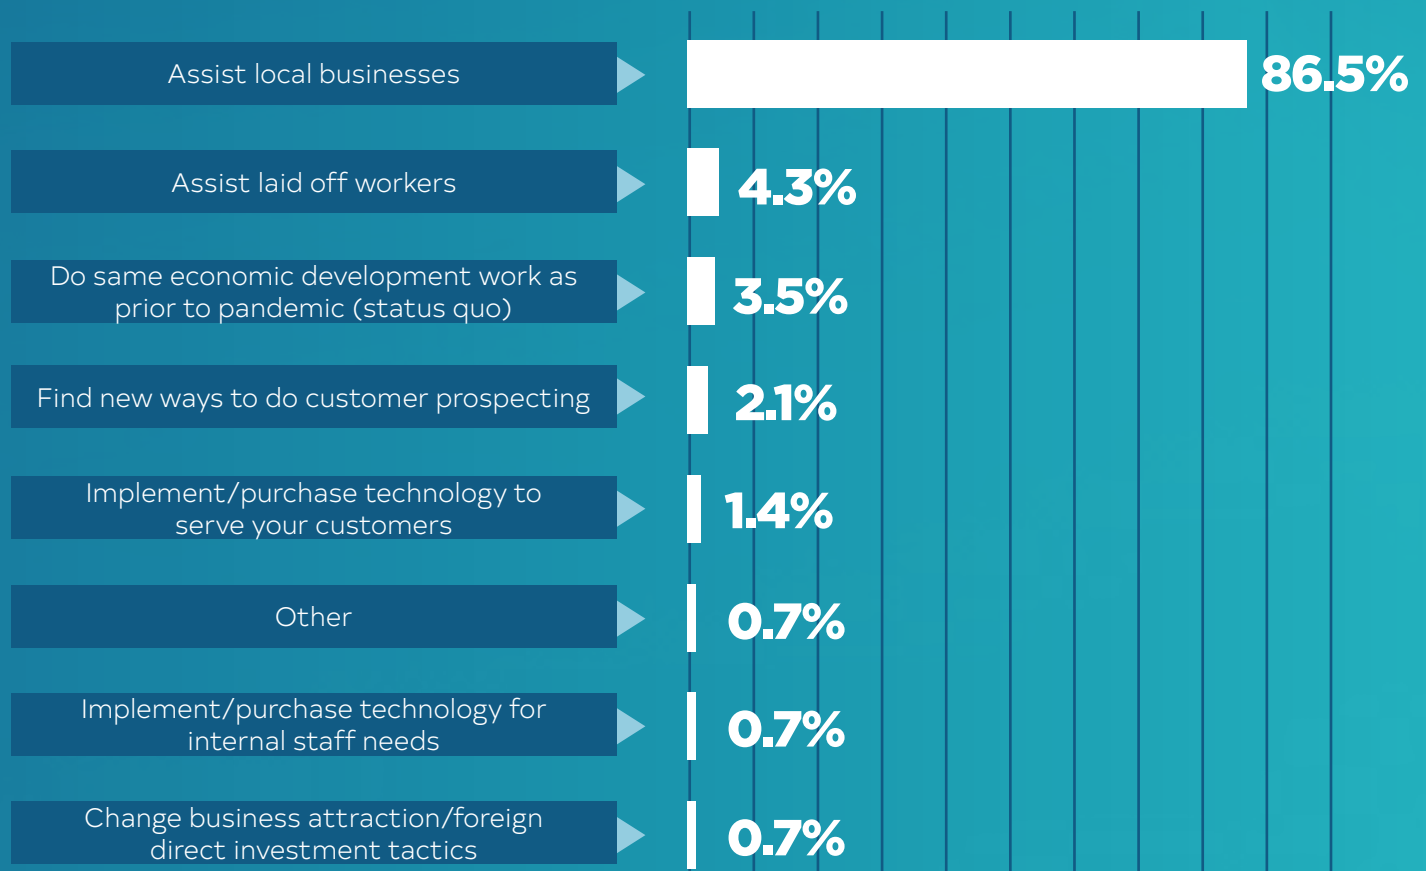 Assist local businesses
86.5%
Assist laid off workers
4.3%
Do same economic development work as
prior to pandemic (status quo)
3.5%
Find new ways to do customer prospecting
2.1%
Implement/purchase technology to
serve your customers
1.4%
Other
0.7%
Implement/purchase technology for
internal staff needs
0.7%
Change business attraction/foreign
direct investment tactics
0.7%